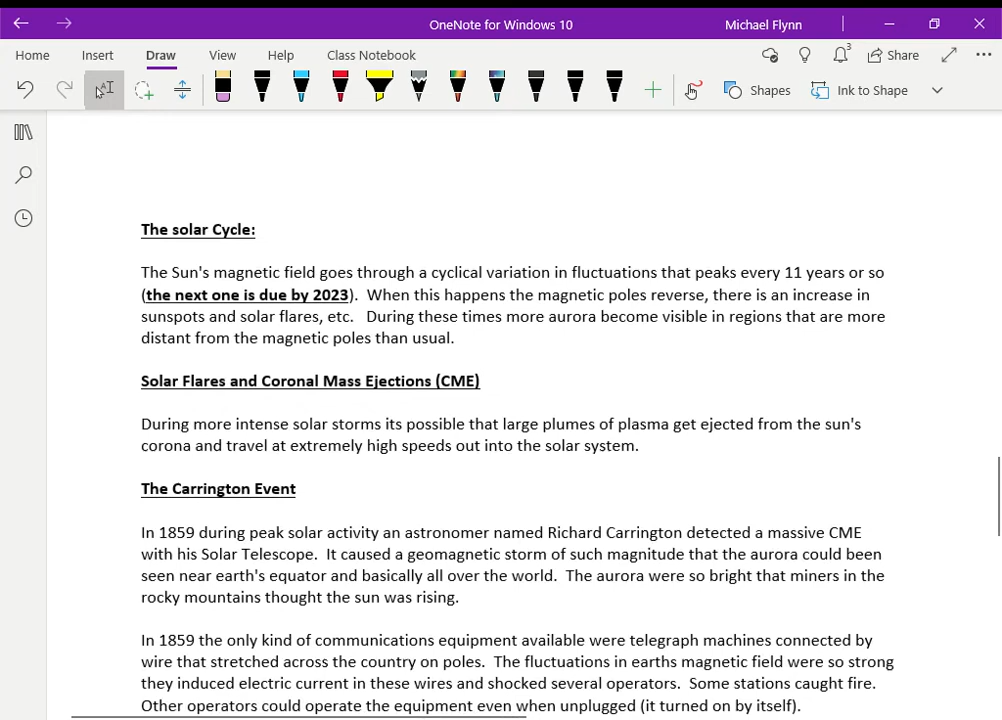 OneNote for Windows 10
Michael Flynn
Home Insert Draw View Help Class Notebook
3
Share
Shapes
Ink to Shape
The solar Cycle:
The Sun's magnetic field goes through a cyclical variation in fluctuations that peaks every 11 years or so
(the next one is due by 2023). When this happens the magnetic poles reverse, there is an increase in
sunspots and solar flares, etc. During these times more aurora become visible in regions that are more
distant from the magnetic poles than usual.
Solar Flares and Coronal Mass Ejections (CME)
During more intense solar storms its possible that large plumes of plasma get ejected from the sun's
corona and travel at extremely high speeds out into the solar system.
The Carrington Event
In 1859 during peak solar activity an astronomer named Richard Carrington detected a massive CME
with his Solar Telescope. It caused a geomagnetic storm of such magnitude that the aurora could been
seen near earth's equator and basically all over the world. The aurora were so bright that miners in the
rocky mountains thought the sun was rising.
In 1859 the only kind of communications equipment available were telegraph machines connected by
wire that stretched across the country on poles. The fluctuations in earths magnetic field were so strong
they induced electric current in these wires and shocked several operators. Some stations caught fire.
Other operators could operate the equipment even when unplugged (it turned on by itself).